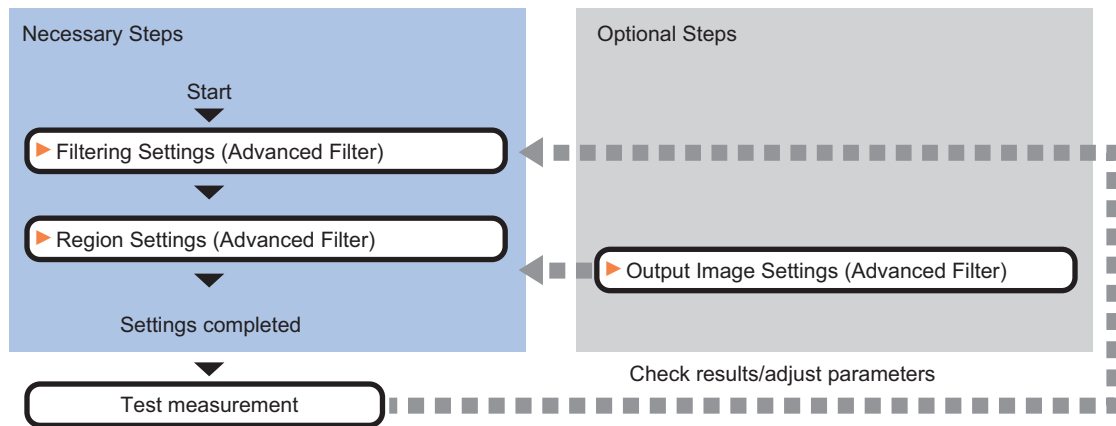 Necessary Steps
Optional Steps
Start
Filtering Settings (Advanced Filter)
Region Settings (Advanced Filter)
Output Image Settings (Advanced Filter)
Settings completed
Check results/adjust parameters
Test measurement